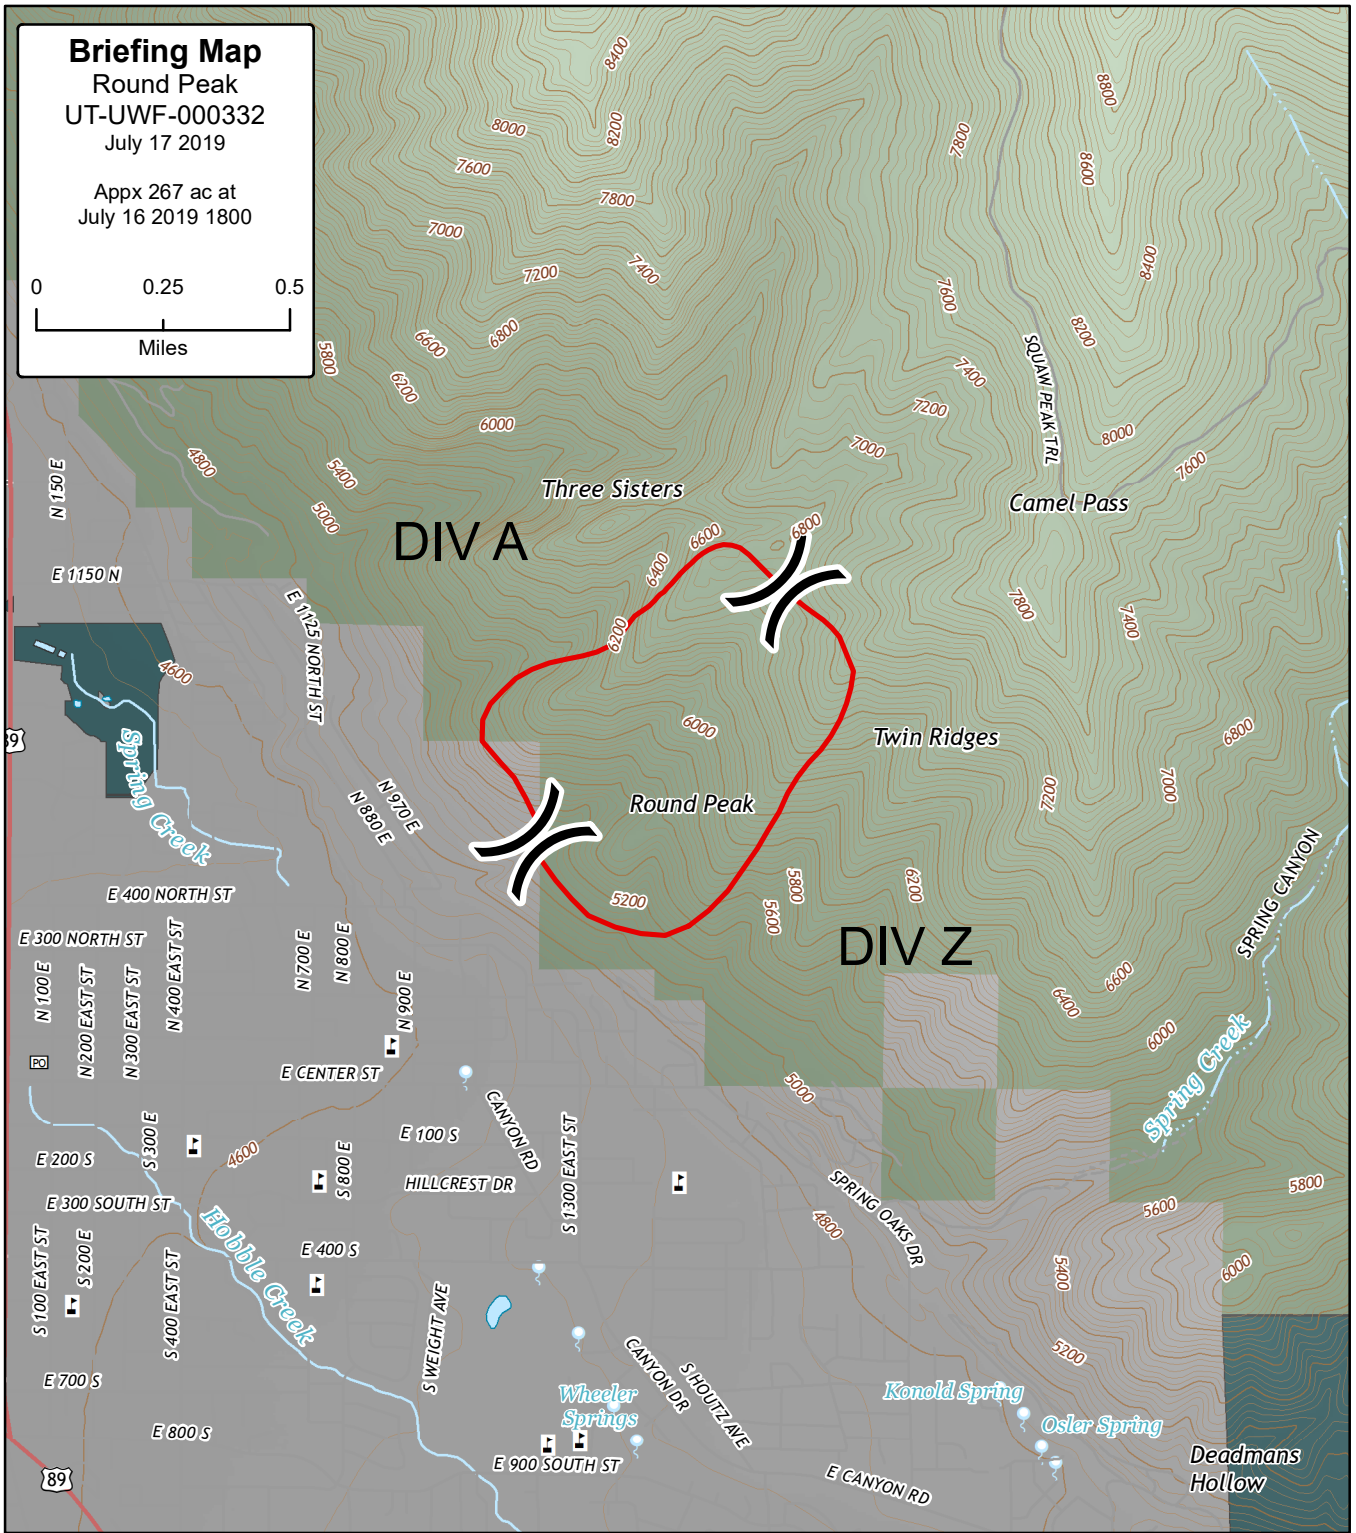 Briefing Map
Round Peak
UT-UWF-000332
July 17 2019
Appx 267 ac at
July 16 2019 1800
0 0.25 0.5
Miles
8400
8800
8000
8200
7800
7600
8600
7800
7000
7200
7400
8400
7600
6800
6600
5800
8200
SQUAW PEAK TRL
7400
6200
7200
6000
8000
7000
4800
5400
7600
N 150 E
Three Sisters
Camel Pass
5000
6800
6600
DIV A
6400
E 1150 N
7800
7400
E 1125 NORTH ST
6200
4600
6000
Twin Ridges
6800
89
Spring Creek
7000
7200
N 970 E
N 880 E
Round Peak
SPRING CANYON
E 400 NORTH ST
5200
5800
6200
5600
DIV Z
E 300 NORTH ST
N 400 EAST ST
N 700 E
N 800 E
N 900 E
N 100 E
N 200 EAST ST
N 300 EAST ST
6600
6400
6000
PO
E CENTER ST
5000
Spring Creek
CANYON RD
E 100 S
S 300 E
4600
E 200 S
S 800 E
HILLCREST DR
S 1300 EAST ST
SPRING OAKS DR
5800
E 300 SOUTH ST
5600
4800
Hobble Creek
E 400 S
S 100 EAST ST
S 200 E
S 400 EAST ST
5400
6000
S WEIGHT AVE
5200
CANYON DR
S HOUTZ AVE
E 700 S
Wheeler
Springs
Konold Spring
Osler Spring
E 800 S
E 900 SOUTH ST
Deadmans
Hollow
89
E CANYON RD